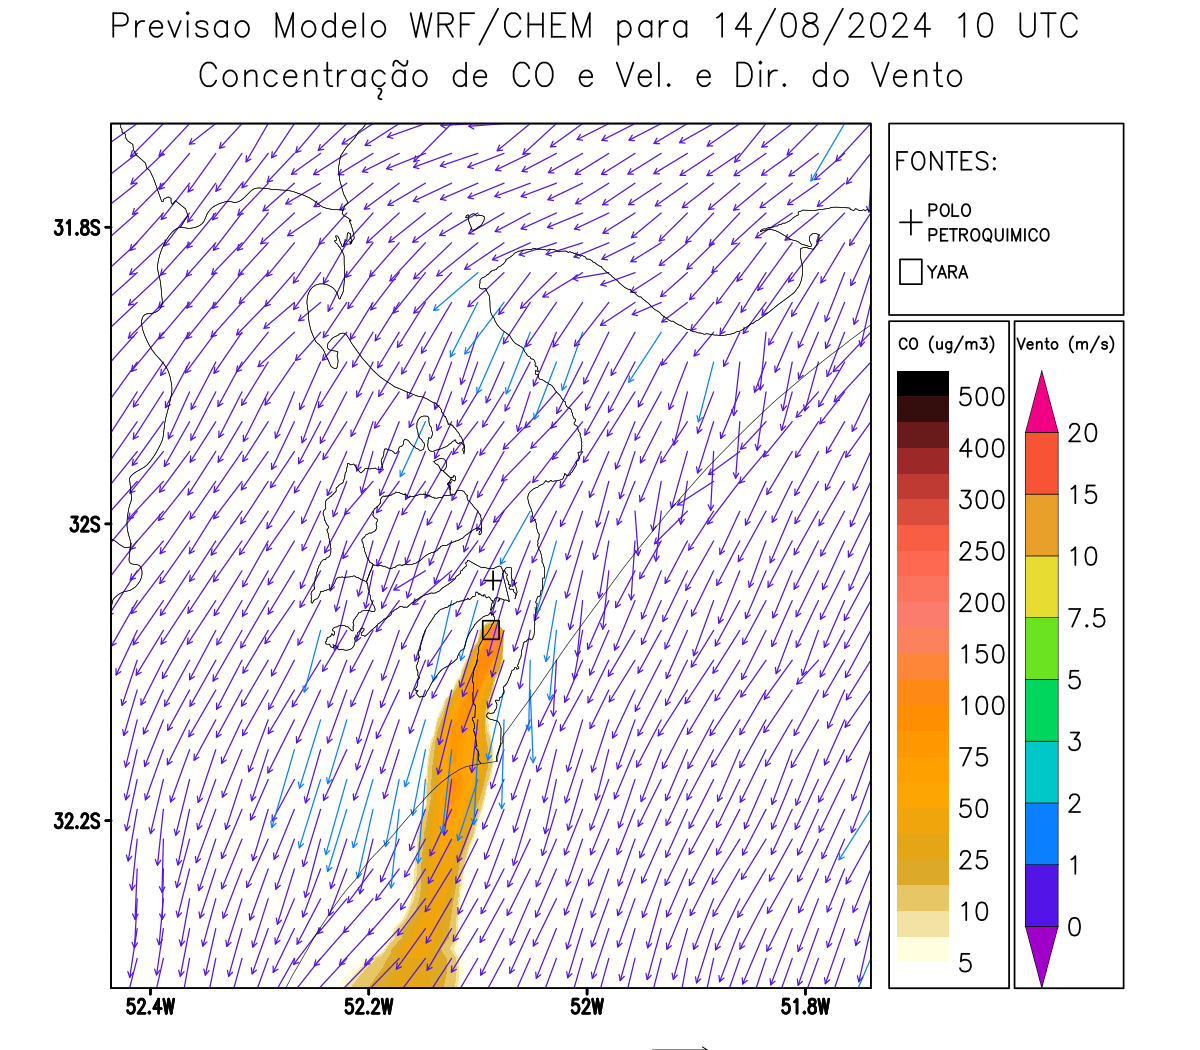 Previsao Modelo WRF/CHEM para 14/08/2024 10 UTC
Concentração de CO e Vel. e Dir. do Vento
FONTES:
POLO
PETROQUIMICO
YARA
31.8S
32S
32.2S
52.4W
52.2W
52W
51.8W
CO (ug/m3)
500
400
300
250
200
150
100
75
50
25
10
5
Vento (m/s)
20
15
10
7.5
5
3
2
1
0